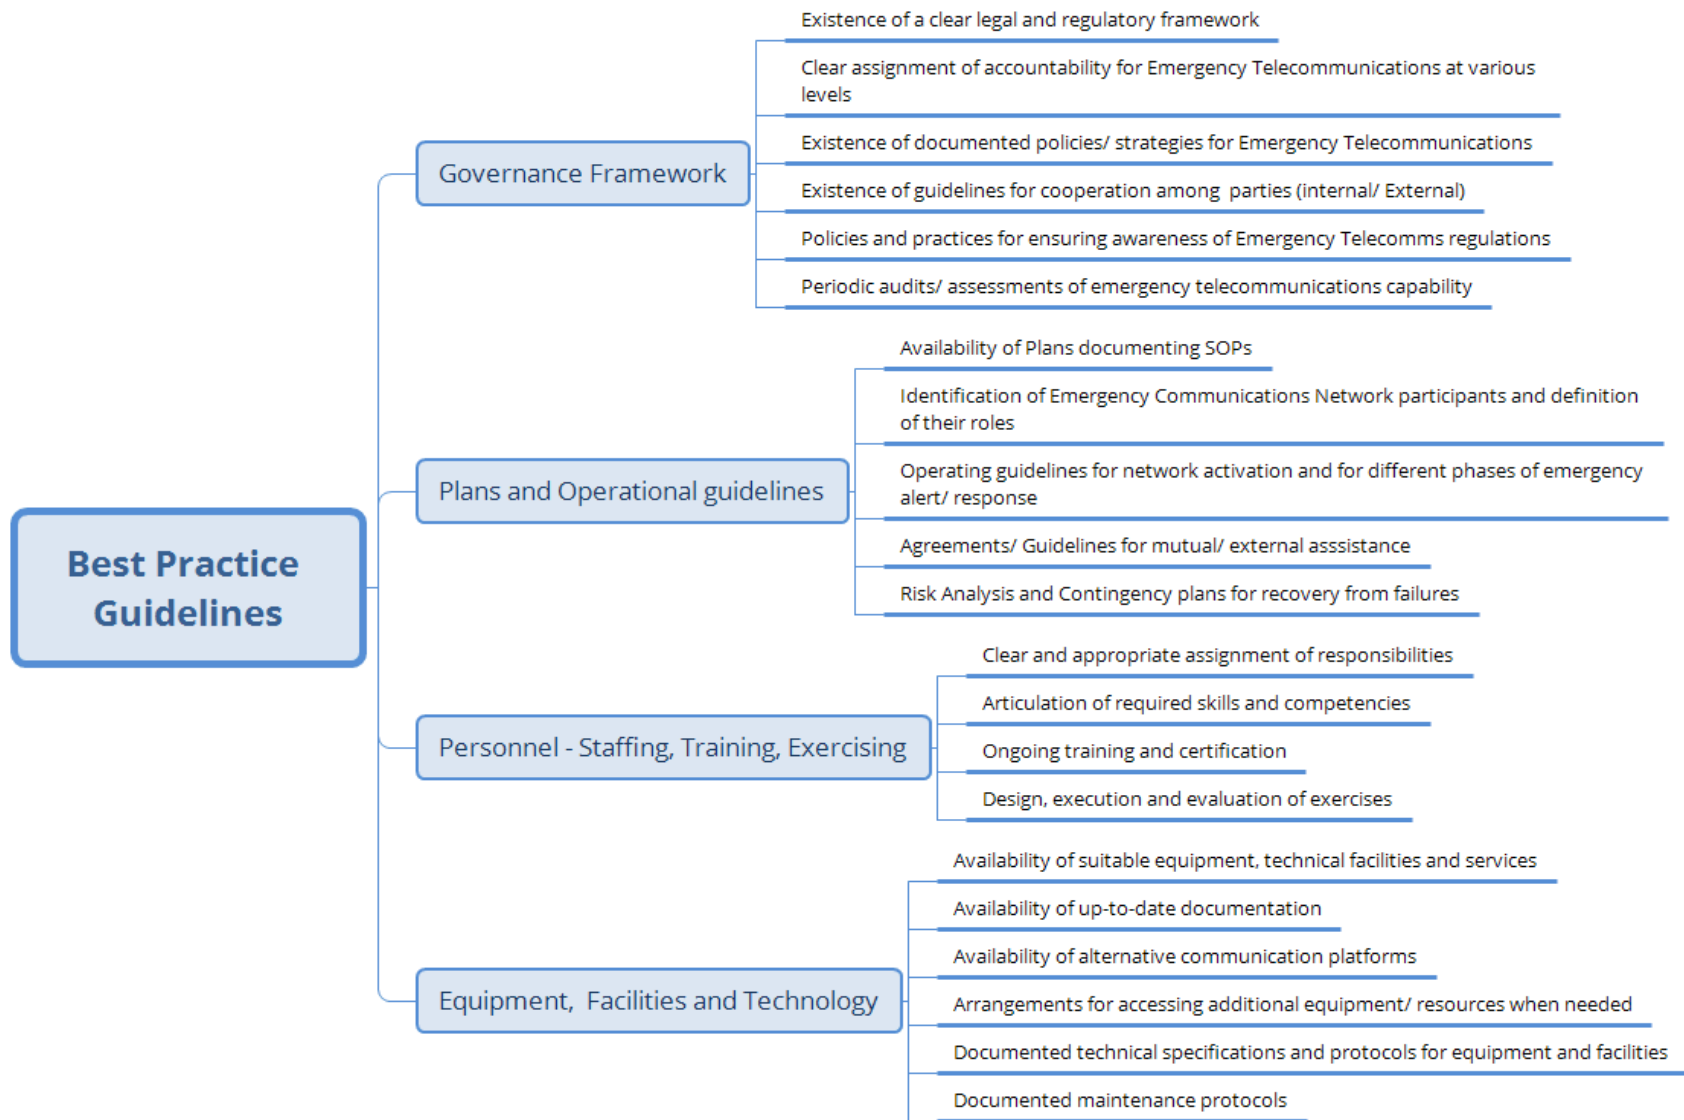 Best Practice
Guidelines
Governance Framework
Existence of a clear legal and regulatory framework
Clear assignment of accountability for Emergency Telecommunications at various
levels
Existence of documented policies/ strategies for Emergency Telecommunications
Existence of guidelines for cooperation among  parties (internal/ External)
Policies and practices for ensuring awareness of Emergency Telecomms regulations
Periodic audits/ assessments of emergency telecommunications capability
Plans and Operational guidelines
Availability of Plans documenting SOPs
Identification of Emergency Communications Network participants and definition
of their roles
Operating guidelines for network activation and for different phases of emergency
alert/ response
Agreements/ Guidelines for mutual/ external asssistance
Risk Analysis and Contingency plans for recovery from failures
Personnel - Staffing, Training, Exercising
Clear and appropriate assignment of responsibilities
Articulation of required skills and competencies
Ongoing training and certification
Design, execution and evaluation of exercises
Equipment,  Facilities and Technology
Availability of suitable equipment, technical facilities and services
Availability of up-to-date documentation
Availability of alternative communication platforms
Arrangements for accessing additional equipment/ resources when needed
Documented technical specifications and protocols for equipment and facilities
Documented maintenance protocols